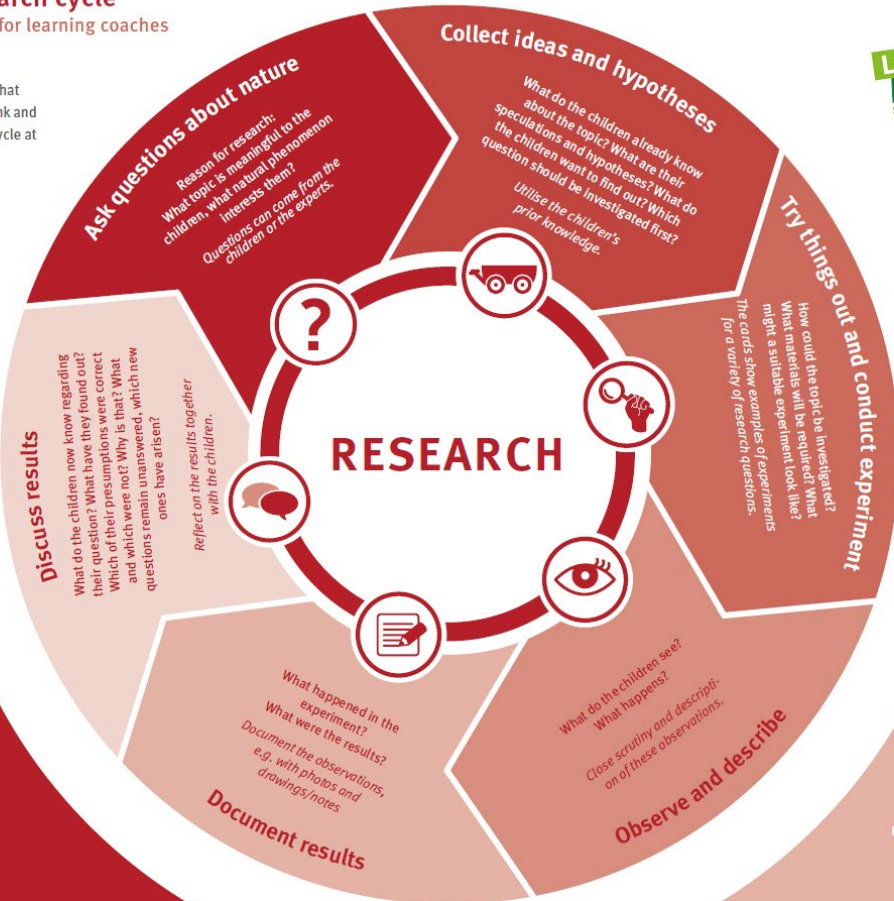 arch cycle
for learning coaches
hat
nk and
ycle at
L
Ask questions about nature
Reason for research:
What topic is meaningful to the
children, what natural phenomenon
interests them?
Questions can come from the
children or the experts.
Collect ideas and hypotheses
What do the children already know
about the topic? What are their
speculations and hypotheses? What do
the children want to find out? Which
question should be investigated first?
Utilise the children's
prior knowledge.
Try things out and conduct experiment
How could the topic be investigated?
What materials will be required? What
might a suitable experiment look like?
The cards show examples of experiments
for a variety of research questions.
Observe and describe
What do the children see?
What happens?
Close scrutiny and descripti-
on of these observations.
Document results
What happened in the
experiment?
What were the results?
Document the observations,
e.g. with photos and
drawings/notes
Discuss results
What do the children now know regarding
their question? What have they found out?
Which of their presumptions were correct
and which were not? Why is that? What
questions remain unanswered, which new
ones have arisen?
Reflect on the results together
with the children.
?
RESEARCH